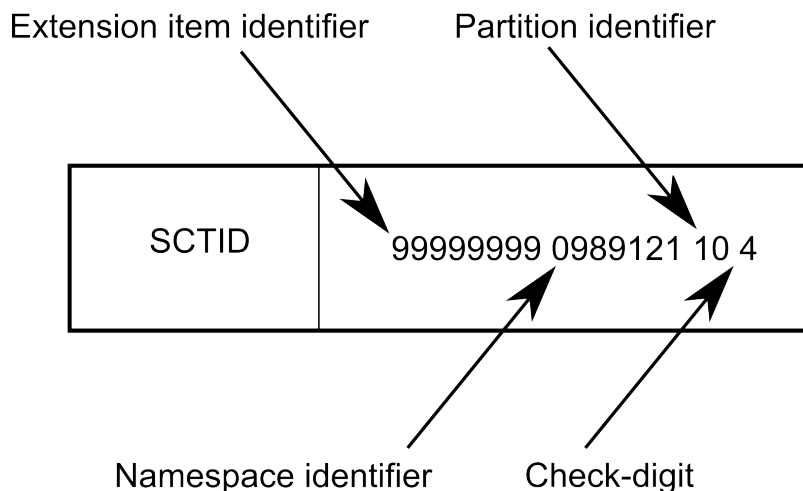 Extension item identifier Partition identifier
SCTID 99999999 0989121 10 4
Namespace identifier Check-digit